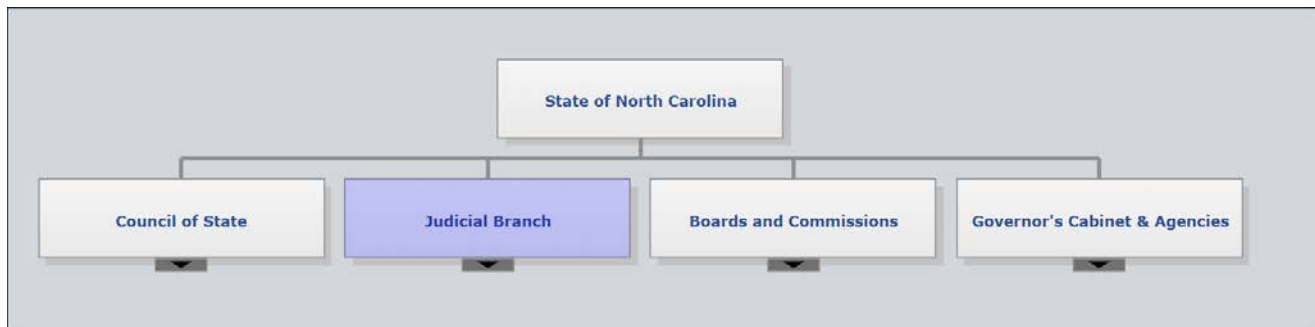 State of North Carolina
Council of State
Judicial Branch
Boards and Commissions
Governor's Cabinet & Agencies